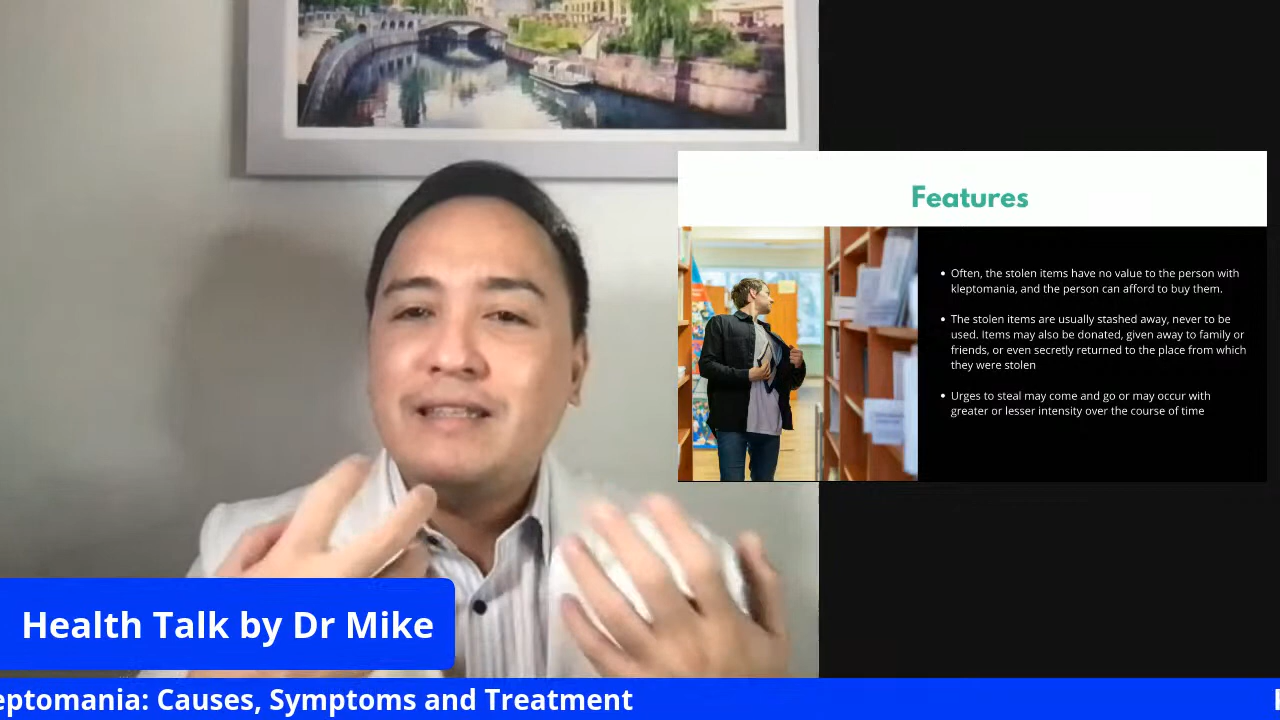 Features
• Often, the stolen items have no value to the person with
kleptomania, and the person can afford to buy them.
• The stolen items are usually stashed away, never to be
used. Items may also be donated, given away to family or
friends, or even secretly returned to the place from which
they were stolen
• Urges to steal may come and go or may occur with
greater or lesser intensity over the course of time
Health Talk by Dr Mike
eptomania: Causes, Symptoms and Treatment